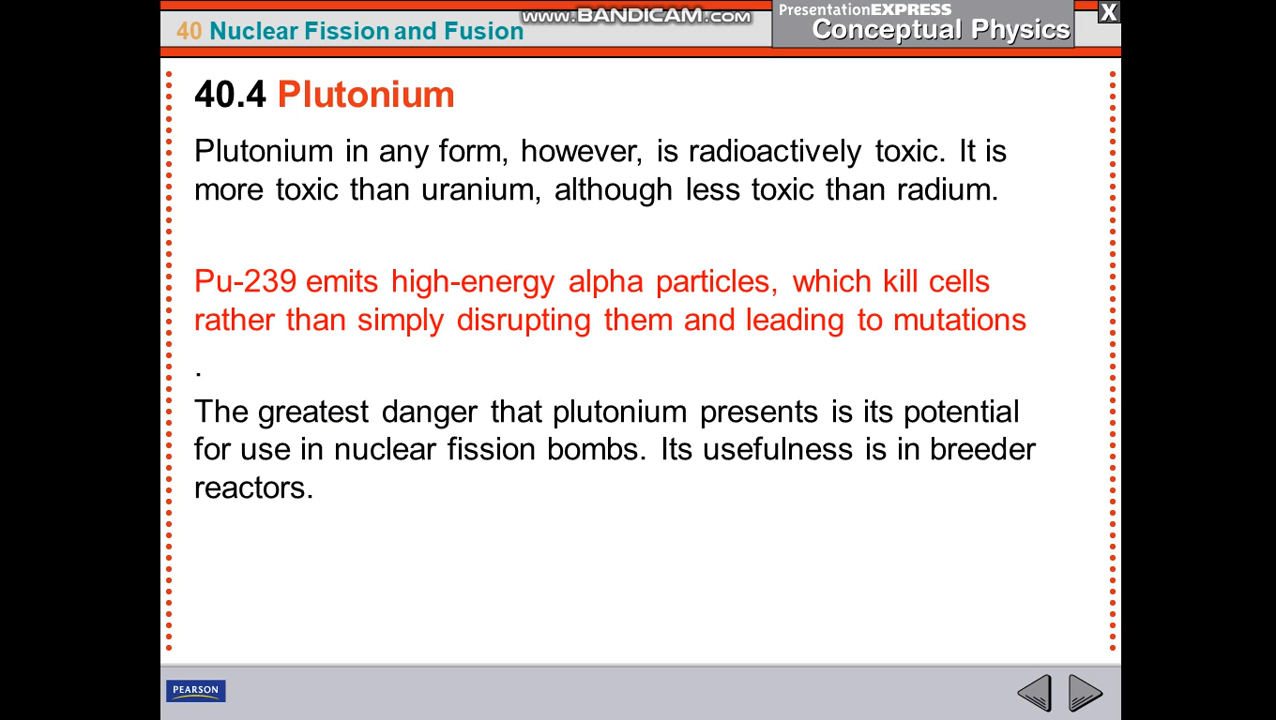 www.BANDICAM.com
PresentationEXPRESS
Conceptual Physics
X
40 Nuclear Fission and Fusion
40.4 Plutonium
Plutonium in any form, however, is radioactively toxic. It is
more toxic than uranium, although less toxic than radium.
Pu-239 emits high-energy alpha particles, which kill cells
rather than simply disrupting them and leading to mutations
.
The greatest danger that plutonium presents is its potential
for use in nuclear fission bombs. Its usefulness is in breeder
reactors.
PEARSON